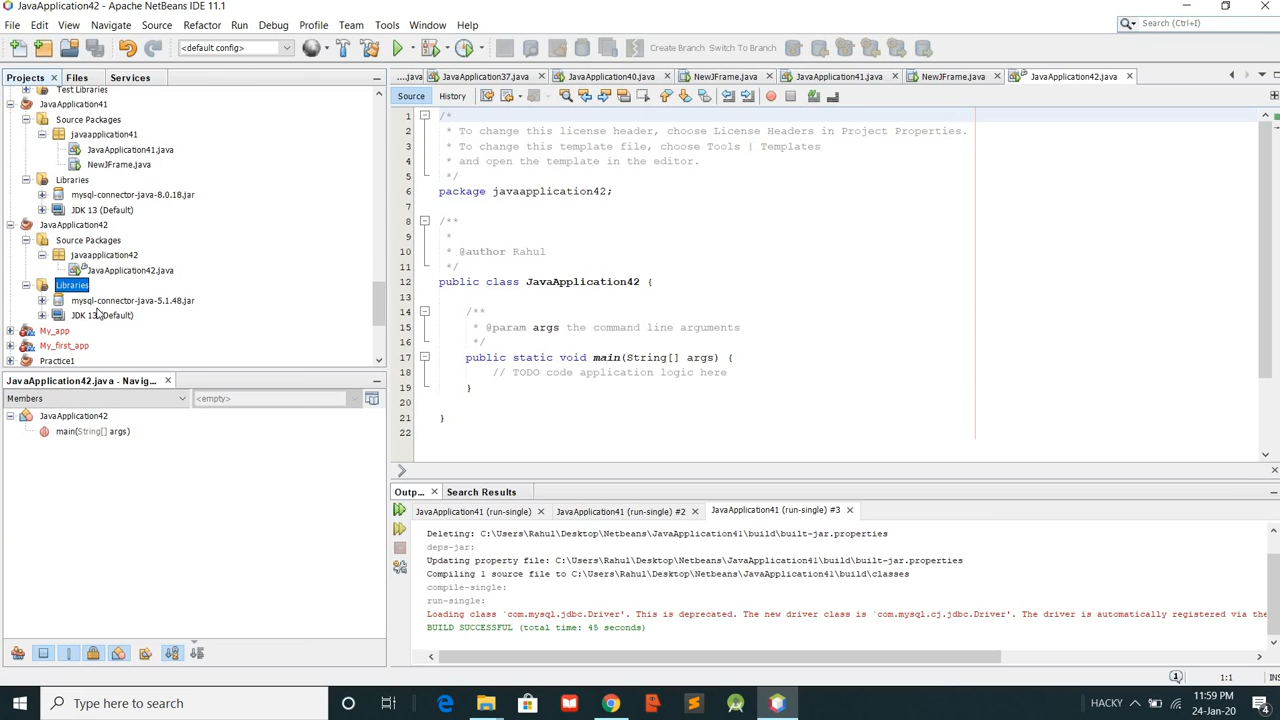 JavaApplication42 - Apache NetBeans IDE 11.1
File Edit View Navigate Source Refactor Run Debug Profile Team Tools Window Help
Search (Ctrl+I)
<default config>
Create Branch Switch To Branch
Projects Files Services
Test Libraries
JavaApplication41
Source Packages
javaapplication41
JavaApplication41.java
NewJFrame.java
Libraries
mysql-connector-java-8.0.18.jar
JDK 13 (Default)
JavaApplication42
Source Packages
javaapplication42
JavaApplication42.java
Libraries
mysql-connector-java-5.1.48.jar
JDK 13 (Default)
My_app
My_first_app
Practice1
JavaApplication42.java - Navig...
Members
<empty>
JavaApplication42
main(String[] args)
...java JavaApplication37.java JavaApplication40.java NewJFrame.java JavaApplication41.java NewJFrame.java JavaApplication42.java
Source History
1 /*
2 * To change this license header, choose License Headers in Project Properties.
3 * To change this template file, choose Tools | Templates
4 * and open the template in the editor.
5 */
6 package javaapplication42;
7
8 /**
9 *
10 * @author Rahul
11 */
12 public class JavaApplication42 {
13
14 /**
15 * @param args the command line arguments
16 */
17 public static void main(String[] args) {
18 // TODO code application logic here
19 }
20
21 }
22
Outp... Search Results
JavaApplication41 (run-single) JavaApplication41 (run-single) #2 JavaApplication41 (run-single) #3
Deleting: C:\Users\Rahul\Desktop\Netbeans\JavaApplication41\build\built-jar.properties
deps-jar:
Updating property file: C:\Users\Rahul\Desktop\Netbeans\JavaApplication41\build\built-jar.properties
Compiling 1 source file to C:\Users\Rahul\Desktop\Netbeans\JavaApplication41\build\classes
compile-single:
run-single:
Loading class `com.mysql.jdbc.Driver'. This is deprecated. The new driver class is `com.mysql.cj.jdbc.Driver'. The driver is automatically registered via the
BUILD SUCCESSFUL (total time: 45 seconds)
1:1 INS
Type here to search
HACKY
11:59 PM
24-Jan-20
4